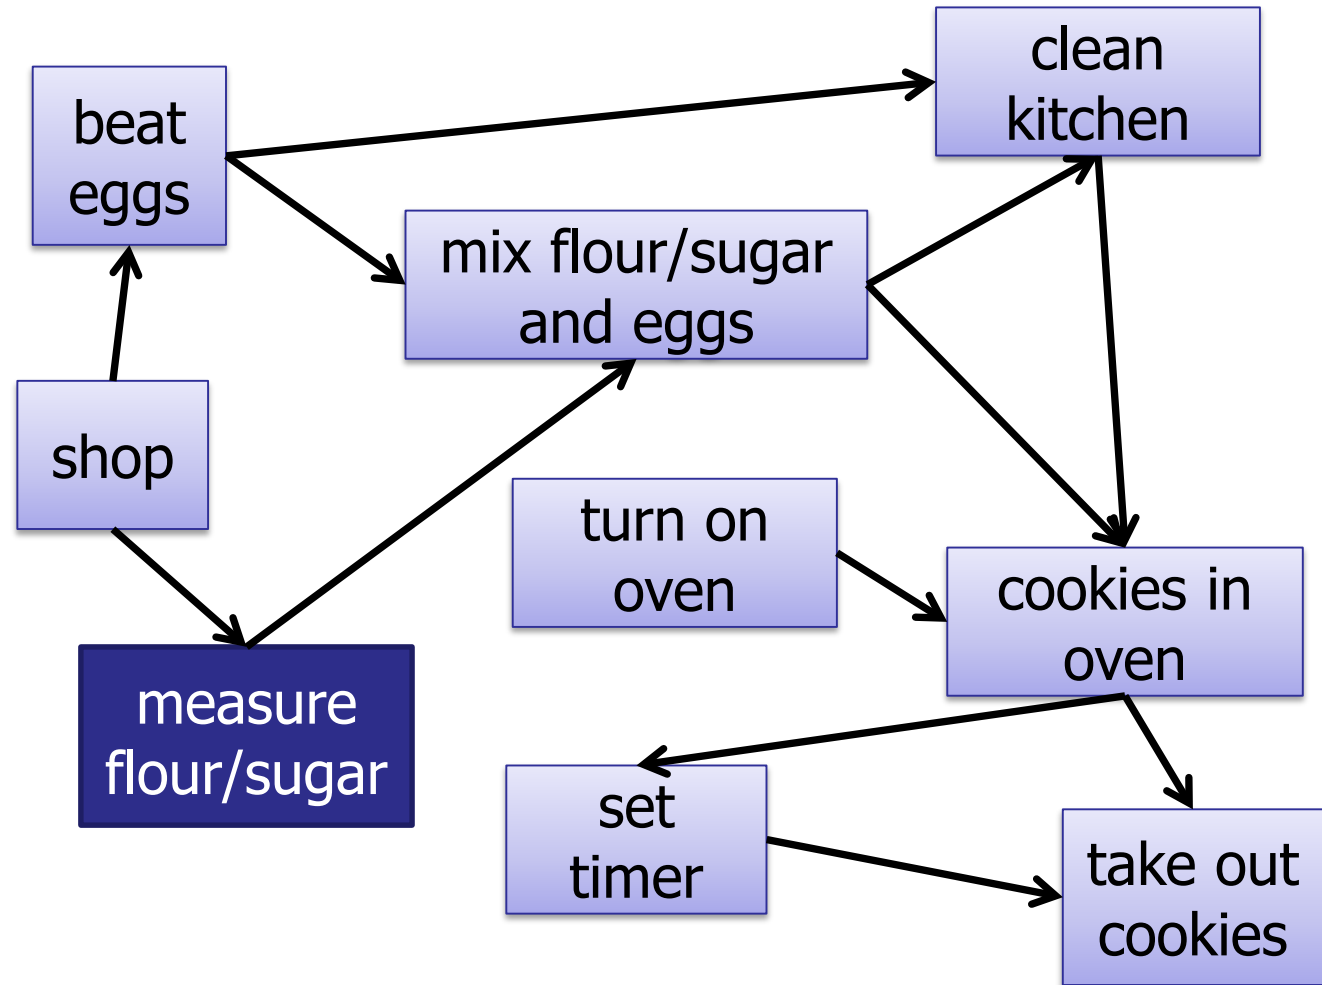 beat
eggs
clean
kitchen
mix flour/sugar
and eggs
shop
turn on
oven
cookies in
oven
measure
flour/sugar
set
timer
take out
cookies